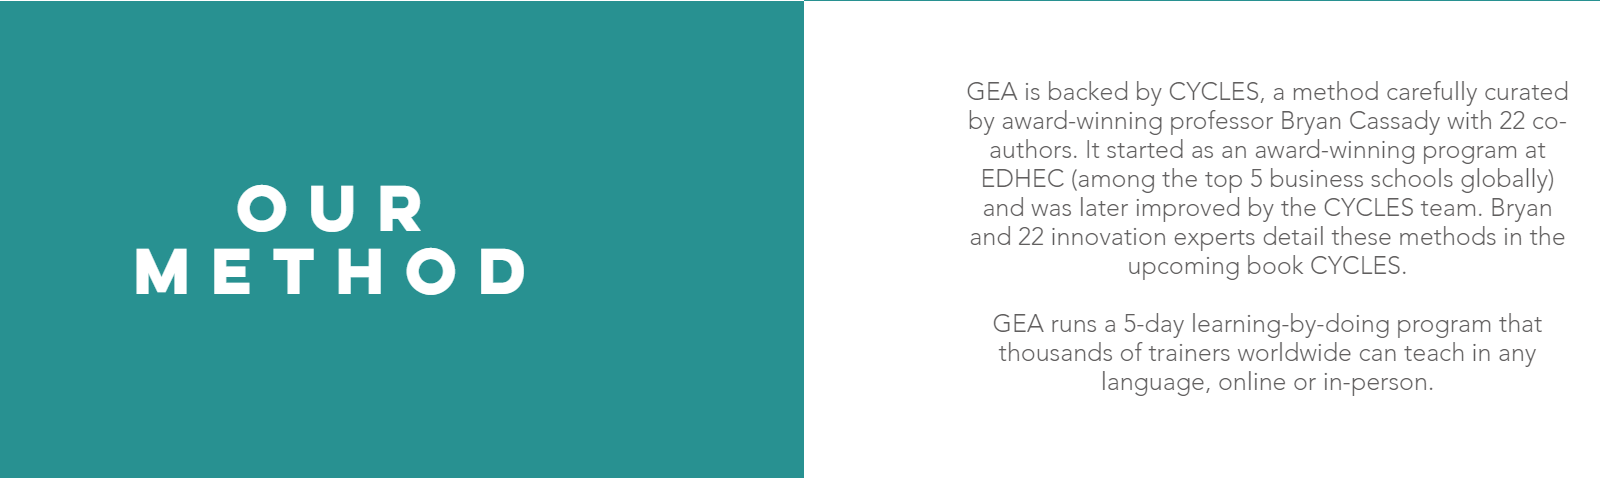 OUR
METHOD
GEA is backed by CYCLES, a method carefully curated
by award-winning professor Bryan Cassady with 22 co-
authors. It started as an award-winning program at
EDHEC (among the top 5 business schools globally)
and was later improved by the CYCLES team. Bryan
and 22 innovation experts detail these methods in the
upcoming book CYCLES.
GEA runs a 5-day learning-by-doing program that
thousands of trainers worldwide can teach in any
language, online or in-person.